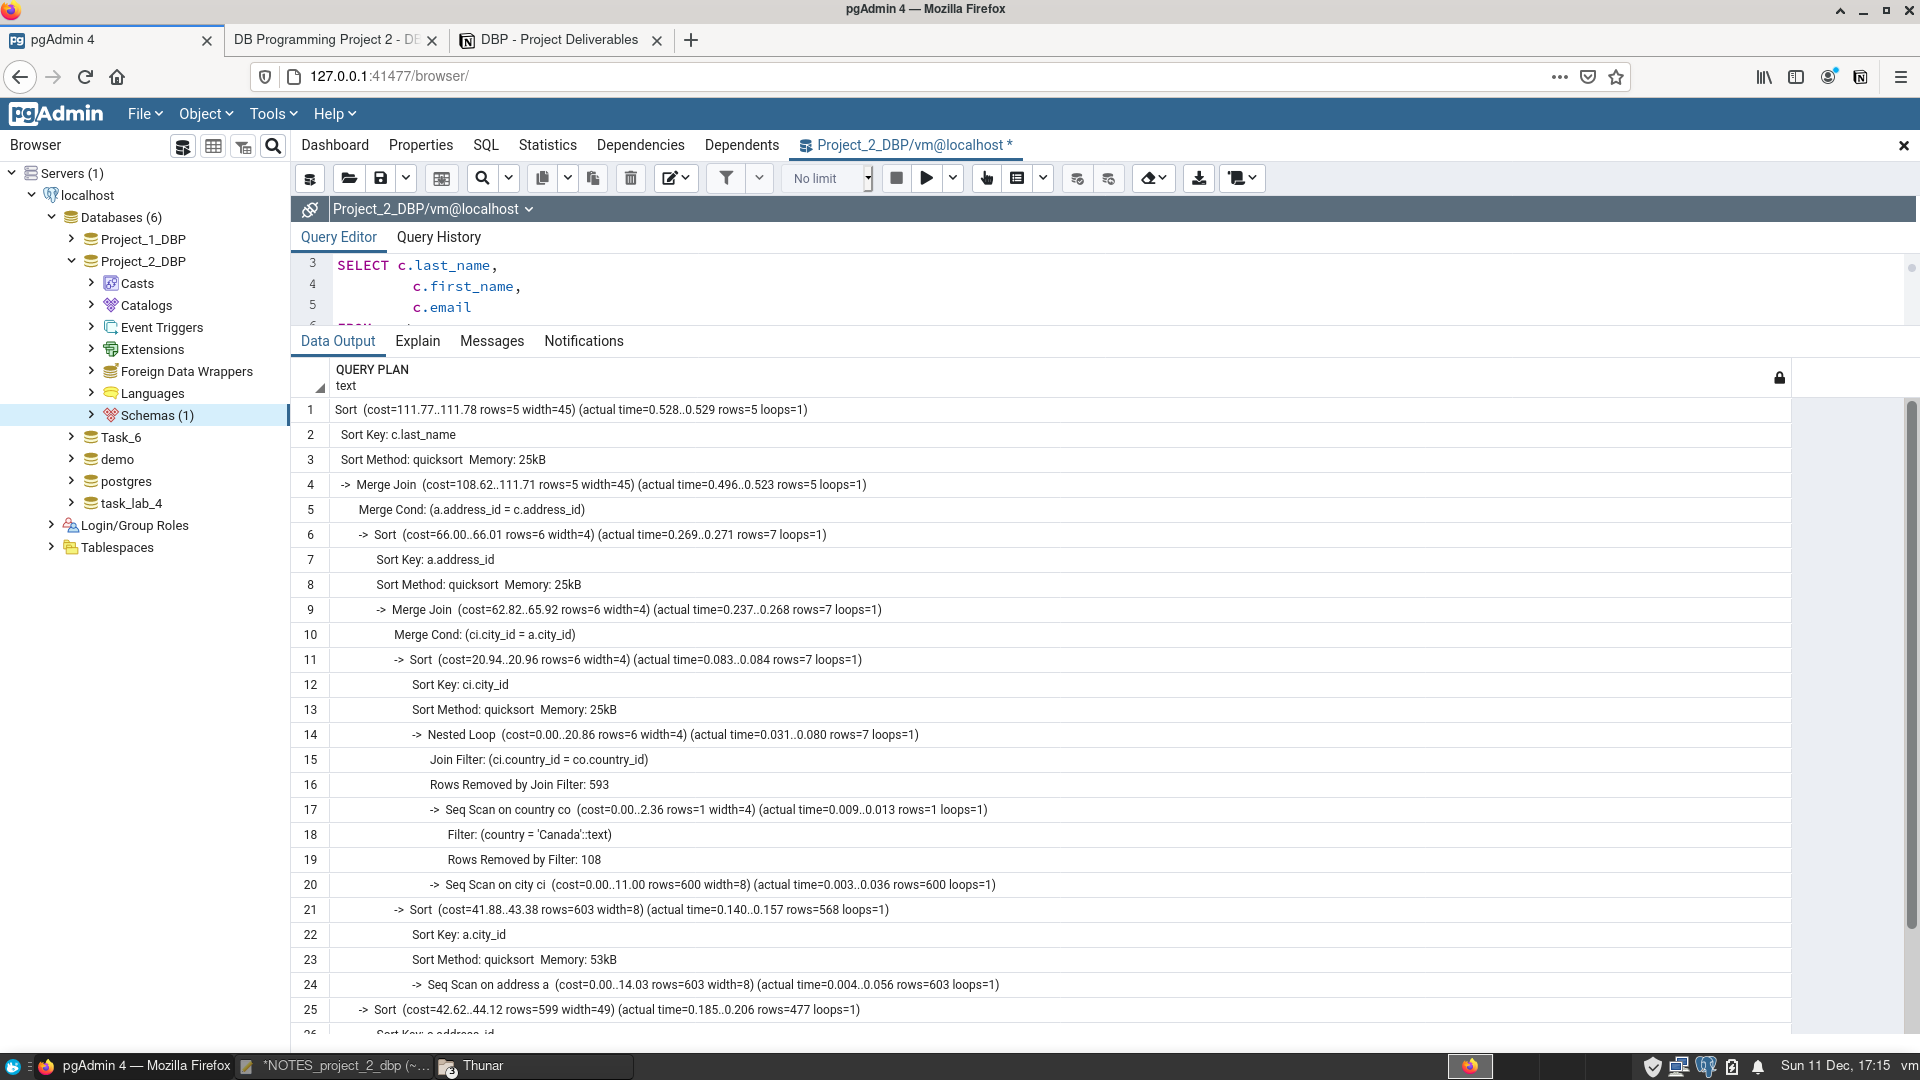 pgAdmin 4 — Mozilla Firefox
pgAdmin 4
DB Programming Project 2 - DB
DBP - Project Deliverables
127.0.0.1:41477/browser/
pgAdmin
File
Object
Tools
Help
Browser
Dashboard
Properties
SQL
Statistics
Dependencies
Dependents
Project_2_DBP/vm@localhost *
No limit
Project_2_DBP/vm@localhost
Query Editor
Query History
Servers (1)
localhost
Databases (6)
Project_1_DBP
Project_2_DBP
Casts
Catalogs
Event Triggers
Extensions
Foreign Data Wrappers
Languages
Schemas (1)
Task_6
demo
postgres
task_lab_4
Login/Group Roles
Tablespaces
3 SELECT c.last_name,
4 c.first_name,
5 c.email
Data Output
Explain
Messages
Notifications
QUERY PLAN
text
1 Sort (cost=111.77..111.78 rows=5 width=45) (actual time=0.528..0.529 rows=5 loops=1)
2 Sort Key: c.last_name
3 Sort Method: quicksort Memory: 25kB
4 -> Merge Join (cost=108.62..111.71 rows=5 width=45) (actual time=0.496..0.523 rows=5 loops=1)
5 Merge Cond: (a.address_id = c.address_id)
6 -> Sort (cost=66.00..66.01 rows=6 width=4) (actual time=0.269..0.271 rows=7 loops=1)
7 Sort Key: a.address_id
8 Sort Method: quicksort Memory: 25kB
9 -> Merge Join (cost=62.82..65.92 rows=6 width=4) (actual time=0.237..0.268 rows=7 loops=1)
10 Merge Cond: (ci.city_id = a.city_id)
11 -> Sort (cost=20.94..20.96 rows=6 width=4) (actual time=0.083..0.084 rows=7 loops=1)
12 Sort Key: ci.city_id
13 Sort Method: quicksort Memory: 25kB
14 -> Nested Loop (cost=0.00..20.86 rows=6 width=4) (actual time=0.031..0.080 rows=7 loops=1)
15 Join Filter: (ci.country_id = co.country_id)
16 Rows Removed by Join Filter: 593
17 -> Seq Scan on country co (cost=0.00..2.36 rows=1 width=4) (actual time=0.009..0.013 rows=1 loops=1)
18 Filter: (country = 'Canada'::text)
19 Rows Removed by Filter: 108
20 -> Seq Scan on city ci (cost=0.00..11.00 rows=600 width=8) (actual time=0.003..0.036 rows=600 loops=1)
21 -> Sort (cost=41.88..43.38 rows=603 width=8) (actual time=0.140..0.157 rows=568 loops=1)
22 Sort Key: a.city_id
23 Sort Method: quicksort Memory: 53kB
24 -> Seq Scan on address a (cost=0.00..14.03 rows=603 width=8) (actual time=0.004..0.056 rows=603 loops=1)
25 -> Sort (cost=42.62..44.12 rows=599 width=49) (actual time=0.185..0.206 rows=477 loops=1)
26 Sort Key: c.address_id
pgAdmin 4 — Mozilla Firefox
*NOTES_project_2_dbp (~...
3
Thunar
Sun 11 Dec, 17:15
vm